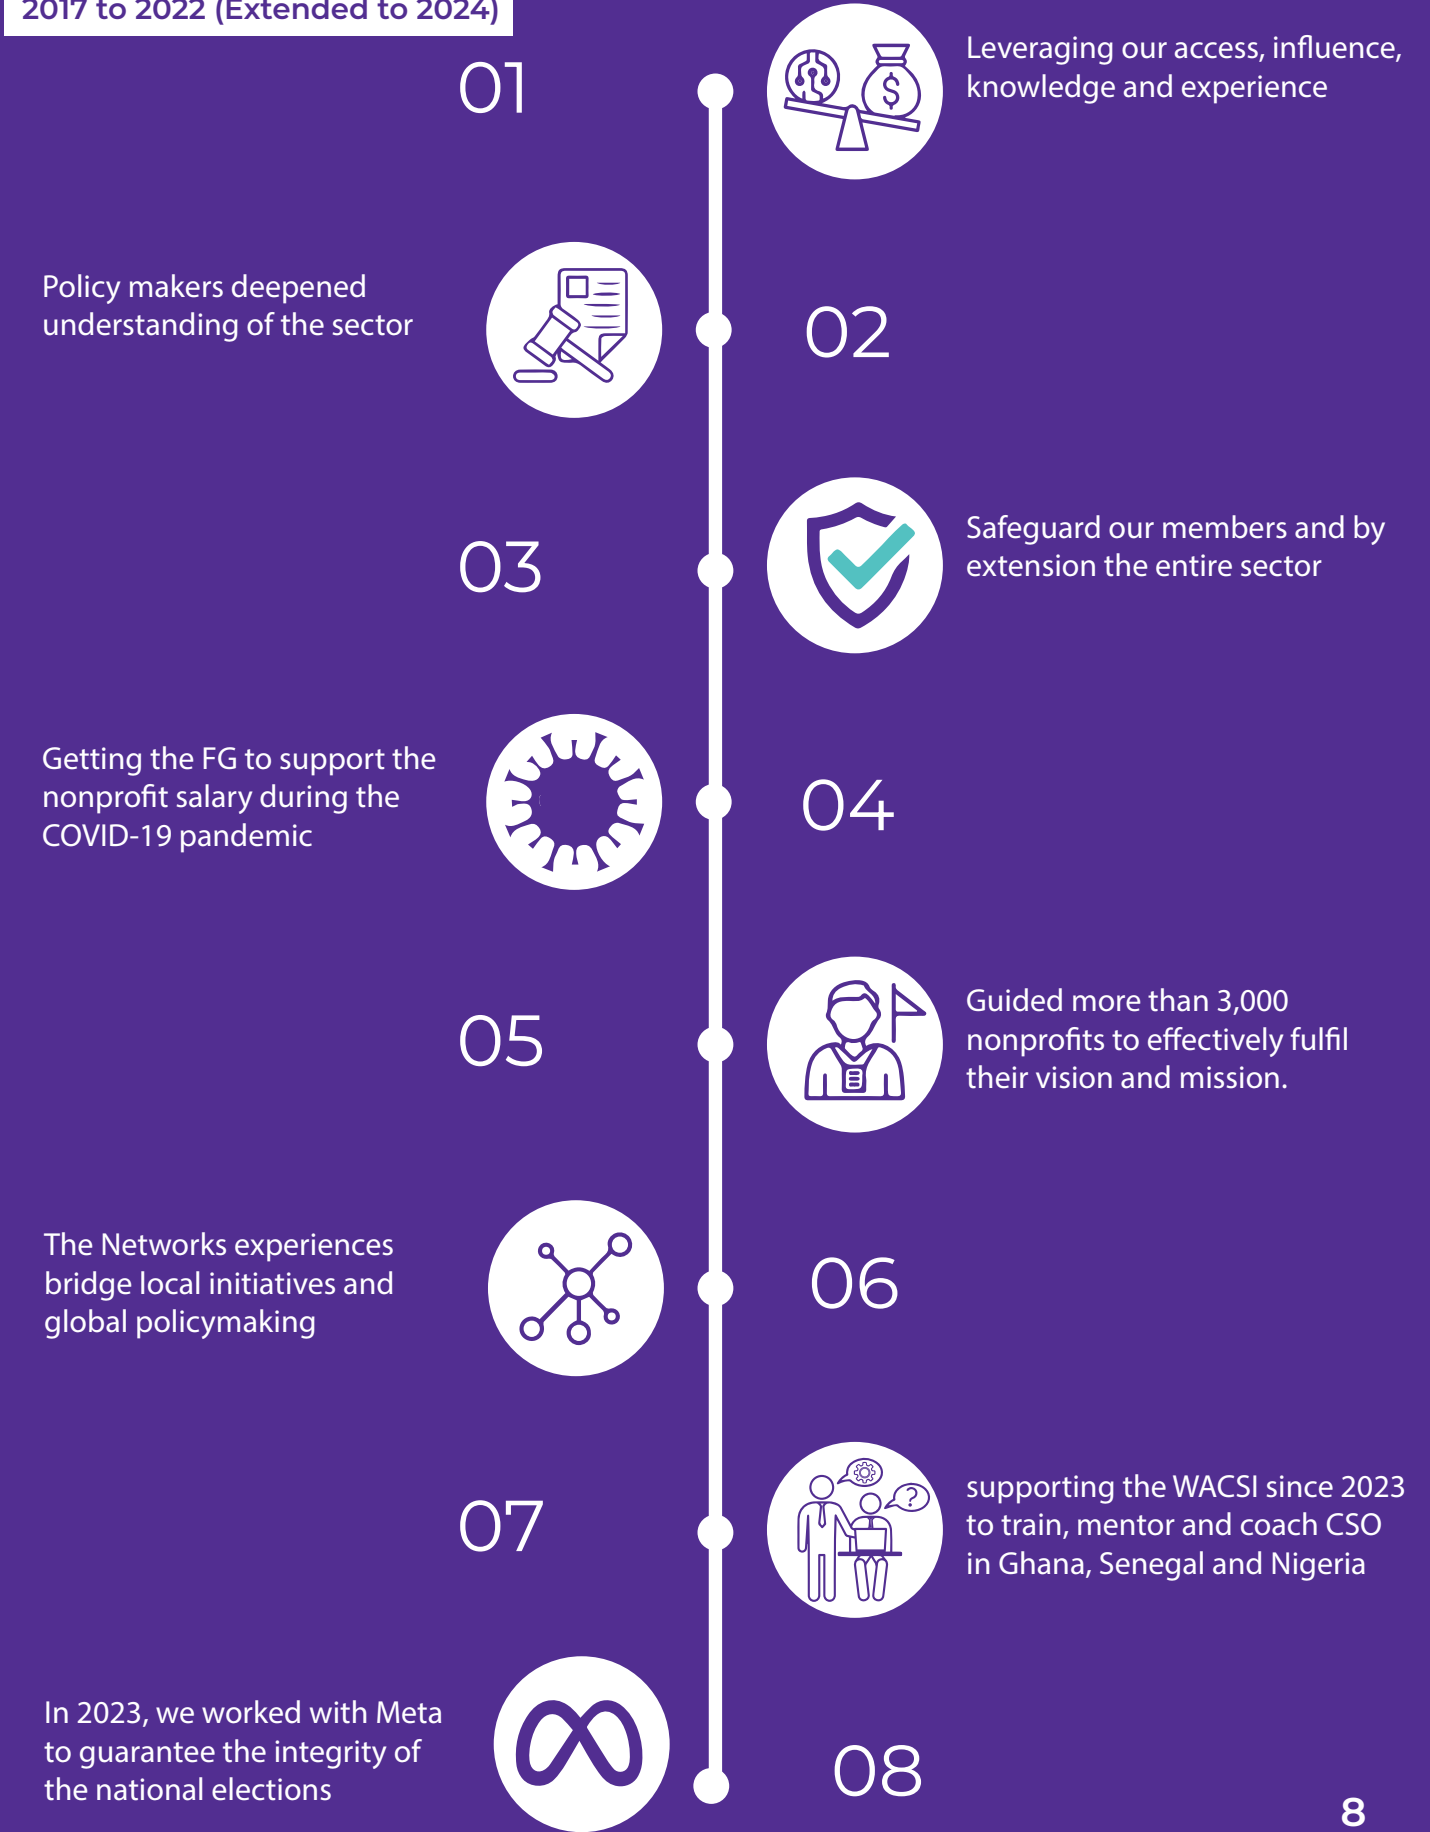 2017 to 2022 (Extended to 2024)
01
Leveraging our access, influence,
knowledge and experience
Policy makers deepened
understanding of the sector
02
03
Safeguard our members and by
extension the entire sector
Getting the FG to support the
nonprofit salary during the
COVID-19 pandemic
04
05
Guided more than 3,000
nonprofits to effectively fulfil
their vision and mission.
The Networks experiences
bridge local initiatives and
global policymaking
06
07
supporting the WACSI since 2023
to train, mentor and coach CSO
in Ghana, Senegal and Nigeria
In 2023, we worked with Meta
to guarantee the integrity of
the national elections
08
8